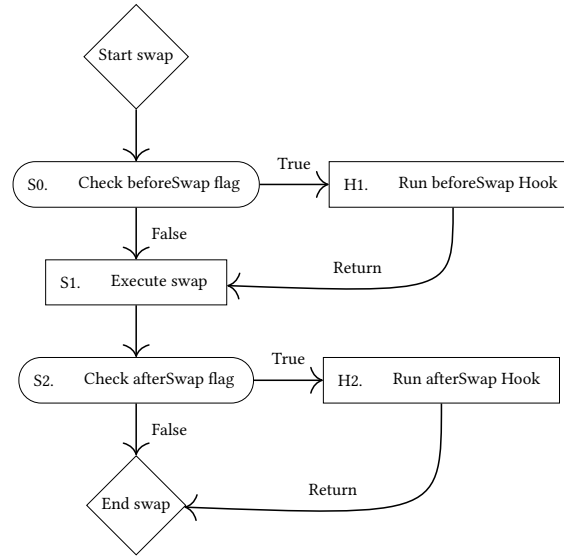 Start swap
S0. Check beforeSwap flag
True
H1. Run beforeSwap Hook
False
Return
S1. Execute swap
S2. Check afterSwap flag
True
H2. Run afterSwap Hook
False
Return
End swap